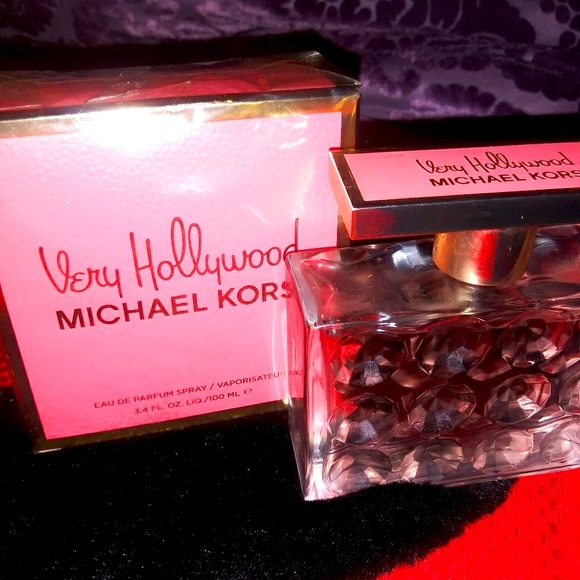 Very Hollywood
MICHAEL KORS
EAU DE PARFUM SPRAY / VAPORISATEUR
3.4 FL. OZ. LIQ./100 ML ℮
Very Hollywood
MICHAEL KORS